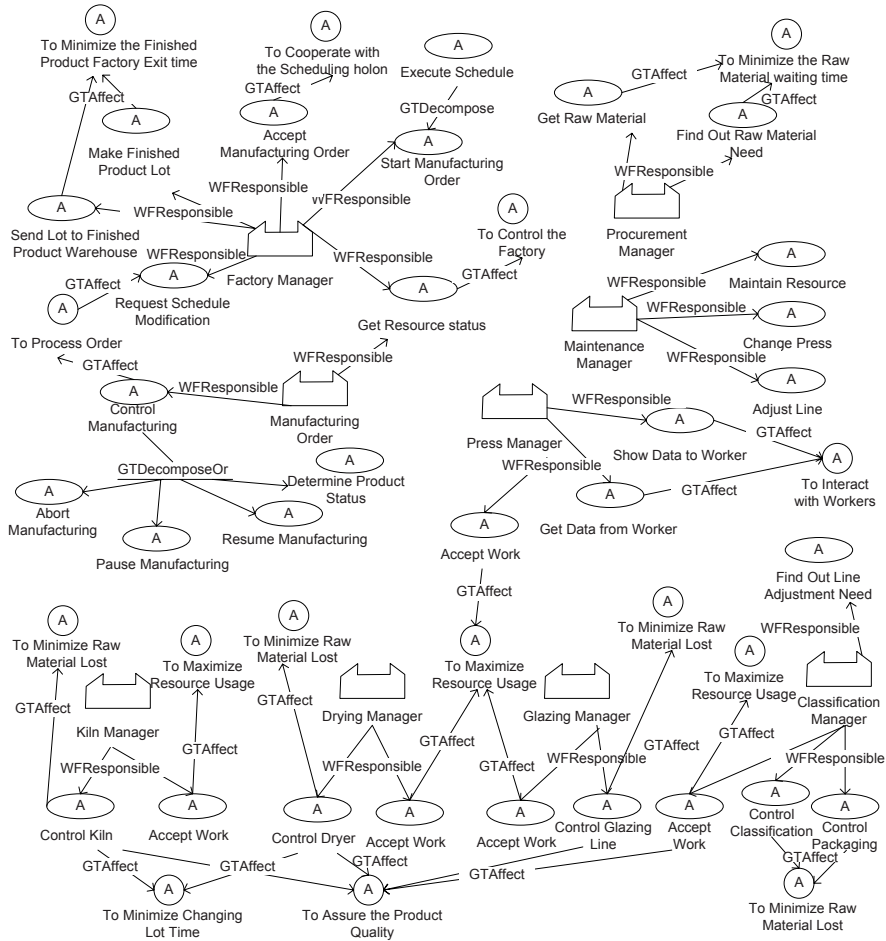 A
To Minimize the Finished
Product Factory Exit time
GTAffect
A
Make Finished
Product Lot
A
To Cooperate with
the Scheduling holon
GTAffect
A
Accept
Manufacturing Order
A
Execute Schedule
GTDecompose
A
Start Manufacturing
Order
A
To Minimize the Raw
Material waiting time
GTAffect
A
Get Raw Material
GTAffect
A
Find Out Raw Material
Need
WFResponsible
Procurement
Manager
WFResponsible
WFResponsible
WFResponsible
A
Send Lot to Finished
Product Warehouse
WFResponsible
Factory Manager
WFResponsible
A
To Control the
Factory
GTAffect
A
Get Resource status
GTAffect
A
Request Schedule
Modification
A
To Process Order
GTAffect
WFResponsible
A
Maintain Resource
WFResponsible
A
Change Press
Maintenance
Manager
WFResponsible
A
Adjust Line
WFResponsible
A
Control
Manufacturing
WFResponsible
Manufacturing
Order
GTDecomposeOr
A
Determine Product
Status
A
Abort
Manufacturing
A
Resume Manufacturing
A
Pause Manufacturing
Press Manager
WFResponsible
A
Show Data to Worker
GTAffect
A
To Interact
with Workers
WFResponsible
A
Get Data from Worker
GTAffect
A
Accept Work
GTAffect
A
Find Out Line
Adjustment Need
WFResponsible
A
To Minimize Raw
Material Lost
A
To Maximize
Resource Usage
Kiln Manager
GTAffect
WFResponsible
GTAffect
A
Control Kiln
A
Accept Work
A
To Minimize Raw
Material Lost
GTAffect
Drying Manager
WFResponsible
A
Control Dryer
A
Accept Work
A
To Maximize
Resource Usage
GTAffect
GTAffect
Glazing Manager
WFResponsible
A
Accept Work
A
Control Glazing
Line
A
To Minimize Raw
Material Lost
GTAffect
A
To Maximize
Resource Usage
GTAffect
Classification
Manager
WFResponsible
A
Accept
Work
A
Control
Classification
A
Control
Packaging
GTAffect
A
To Minimize Raw
Material Lost
GTAffect
A
To Minimize Changing
Lot Time
GTAffect
A
To Assure the Product
Quality